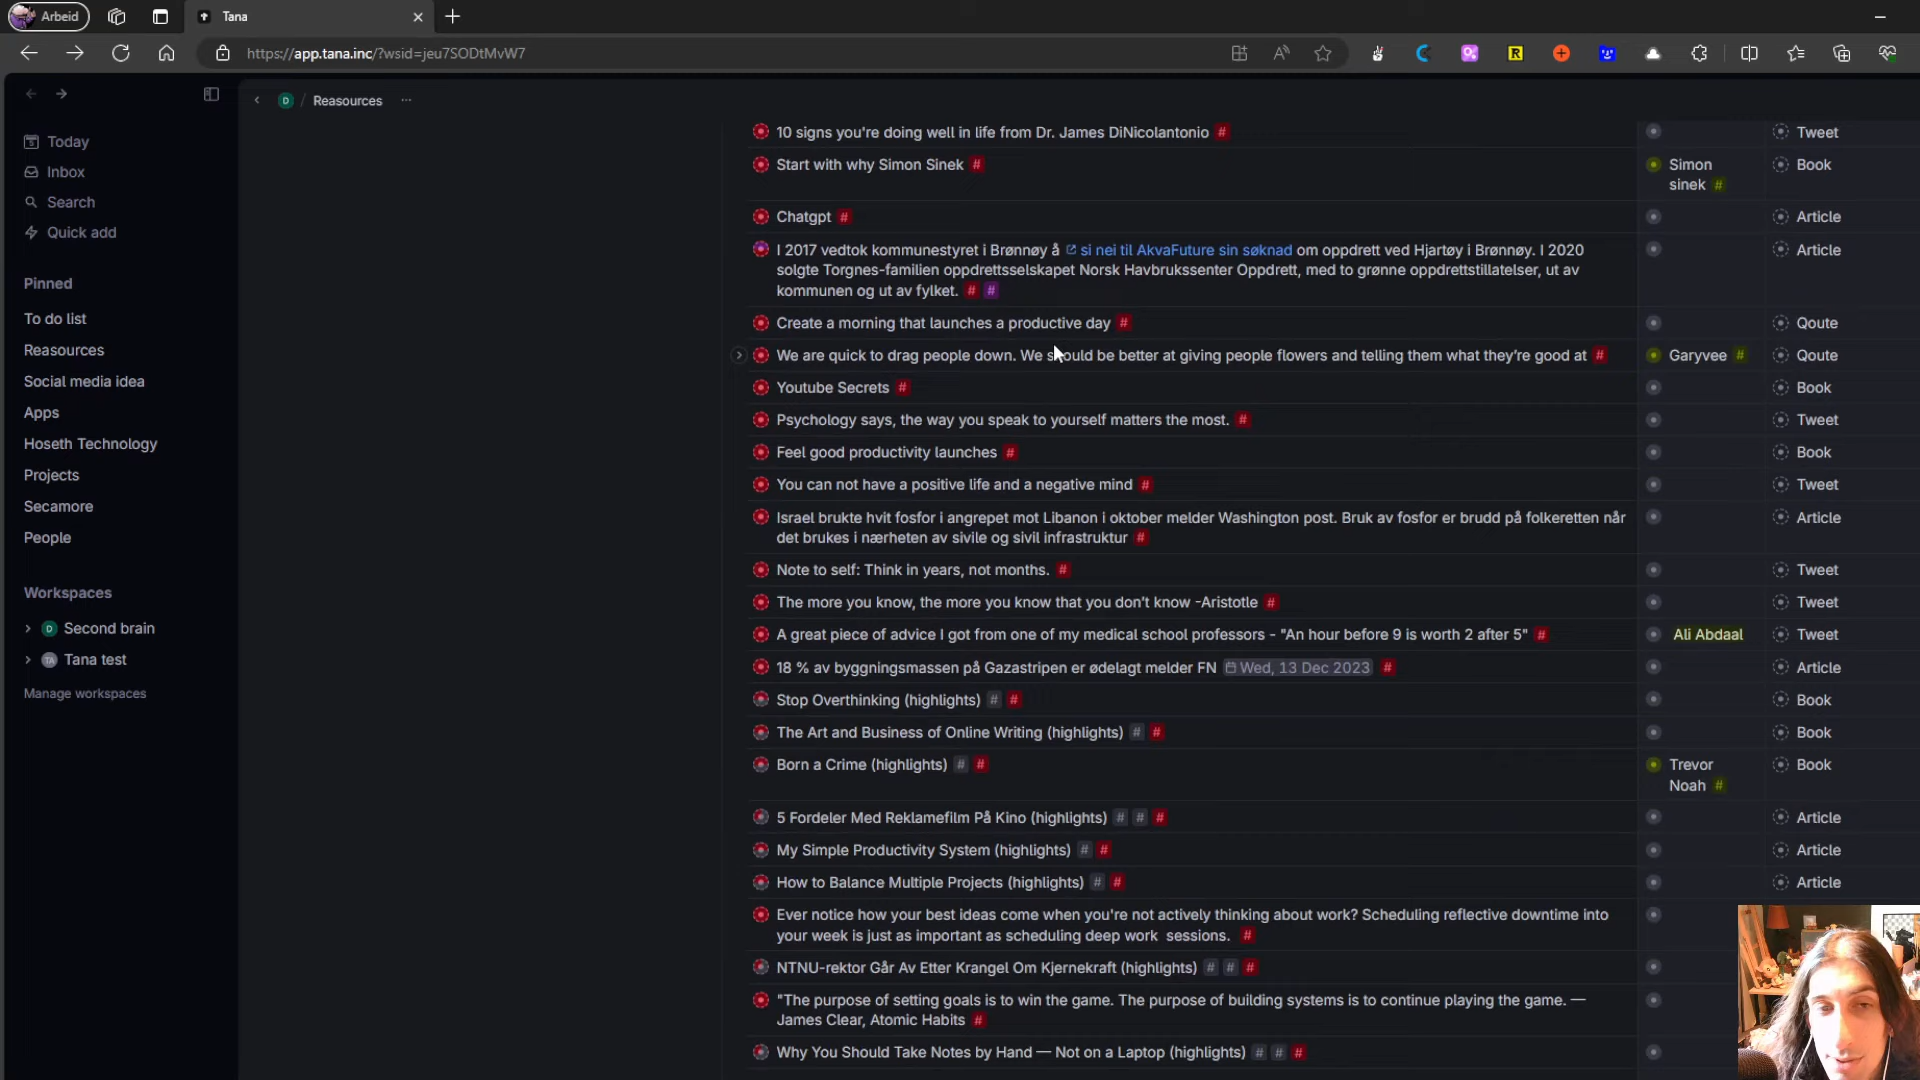 Arbeid
Tana
https://app.tana.inc/?wsid=jeu7SODtMvW7
D / Reasources ...
Today
Inbox
Search
Quick add
Pinned
To do list
Reasources
Social media idea
Apps
Hoseth Technology
Projects
Secamore
People
Workspaces
D Second brain
TA Tana test
Manage workspaces
10 signs you're doing well in life from Dr. James DiNicolantonio # Tweet
Start with why Simon Sinek # Simon Book
sinek #
Chatgpt # Article
I 2017 vedtok kommunestyret i Brønnøy å si nei til AkvaFuture sin søknad om oppdrett ved Hjartøy i Brønnøy. I 2020 Article
solgte Torgnes-familien oppdrettsselskapet Norsk Havbrukssenter Oppdrett, med to grønne oppdrettstillatelser, ut av
kommunen og ut av fylket. # #
Create a morning that launches a productive day # Qoute
We are quick to drag people down. We should be better at giving people flowers and telling them what they're good at # Garyvee # Qoute
Youtube Secrets # Book
Psychology says, the way you speak to yourself matters the most. # Tweet
Feel good productivity launches # Book
You can not have a positive life and a negative mind # Tweet
Israel brukte hvit fosfor i angrepet mot Libanon i oktober melder Washington post. Bruk av fosfor er brudd på folkeretten når Article
det brukes i nærheten av sivile og sivil infrastruktur #
Note to self: Think in years, not months. # Tweet
The more you know, the more you know that you don't know -Aristotle # Tweet
A great piece of advice I got from one of my medical school professors - "An hour before 9 is worth 2 after 5" # Ali Abdaal Tweet
18 % av byggningsmassen på Gazastripen er ødelagt melder FN Wed, 13 Dec 2023 # Article
Stop Overthinking (highlights) # # Book
The Art and Business of Online Writing (highlights) # # Book
Born a Crime (highlights) # # Trevor Book
Noah #
5 Fordeler Med Reklamefilm På Kino (highlights) # # # Article
My Simple Productivity System (highlights) # # Article
How to Balance Multiple Projects (highlights) # # Article
Ever notice how your best ideas come when you're not actively thinking about work? Scheduling reflective downtime into
your week is just as important as scheduling deep work sessions. #
NTNU-rektor Går Av Etter Krangel Om Kjernekraft (highlights) # # #
"The purpose of setting goals is to win the game. The purpose of building systems is to continue playing the game. —
James Clear, Atomic Habits #
Why You Should Take Notes by Hand — Not on a Laptop (highlights) # # #